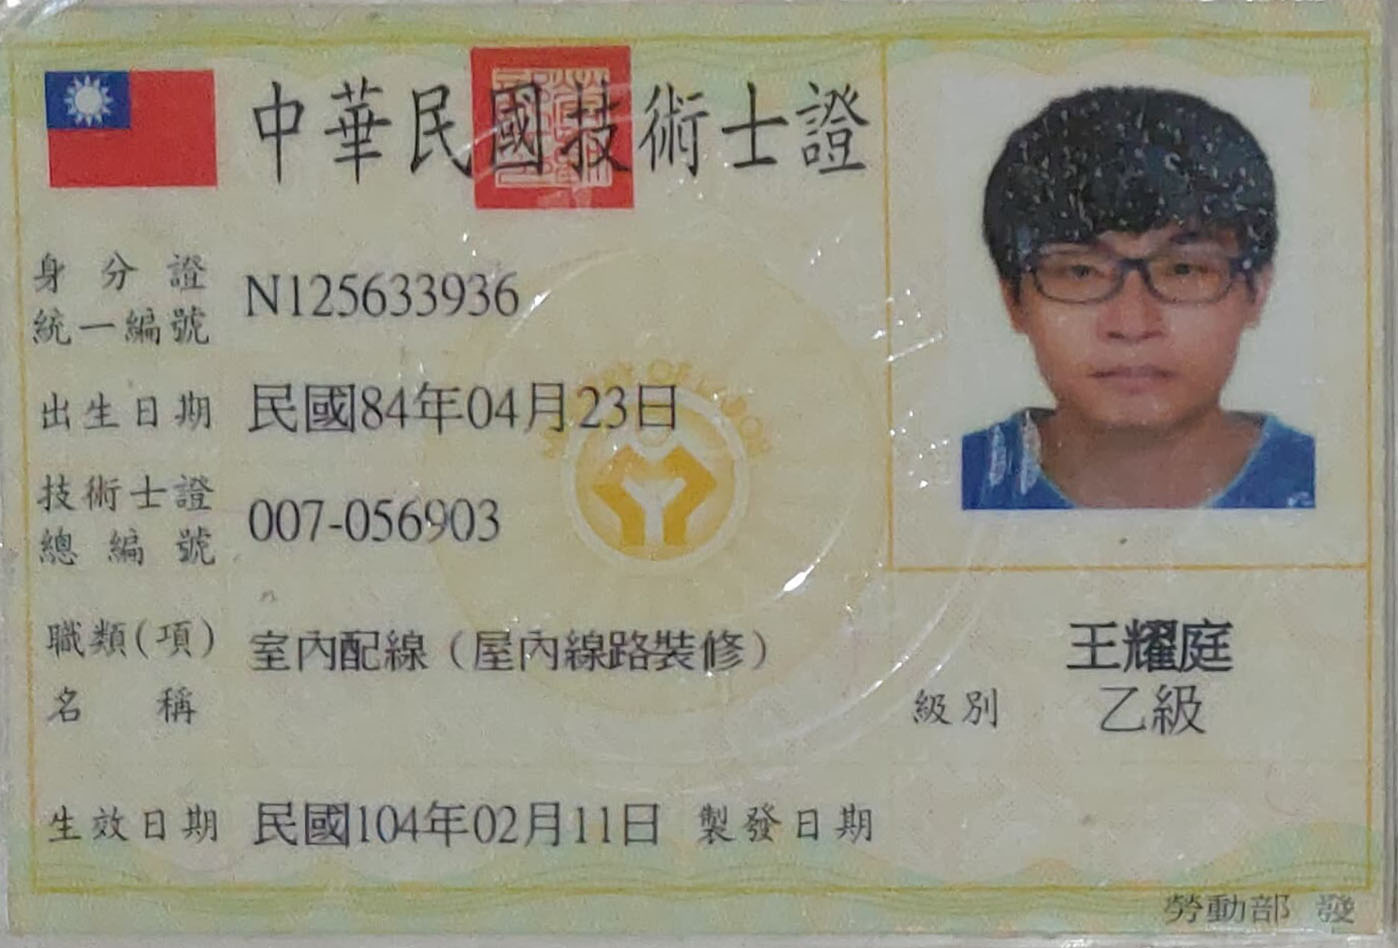 中華民國技術士證
身分證
統一編號
N125633936
出生日期 民國84年04月23日
技術士證
總編號
007-056903
職類(項)
名稱
室內配線（屋內線路裝修）
王耀庭
級別 乙級
生效日期 民國104年02月11日 製發日期
勞動部 發